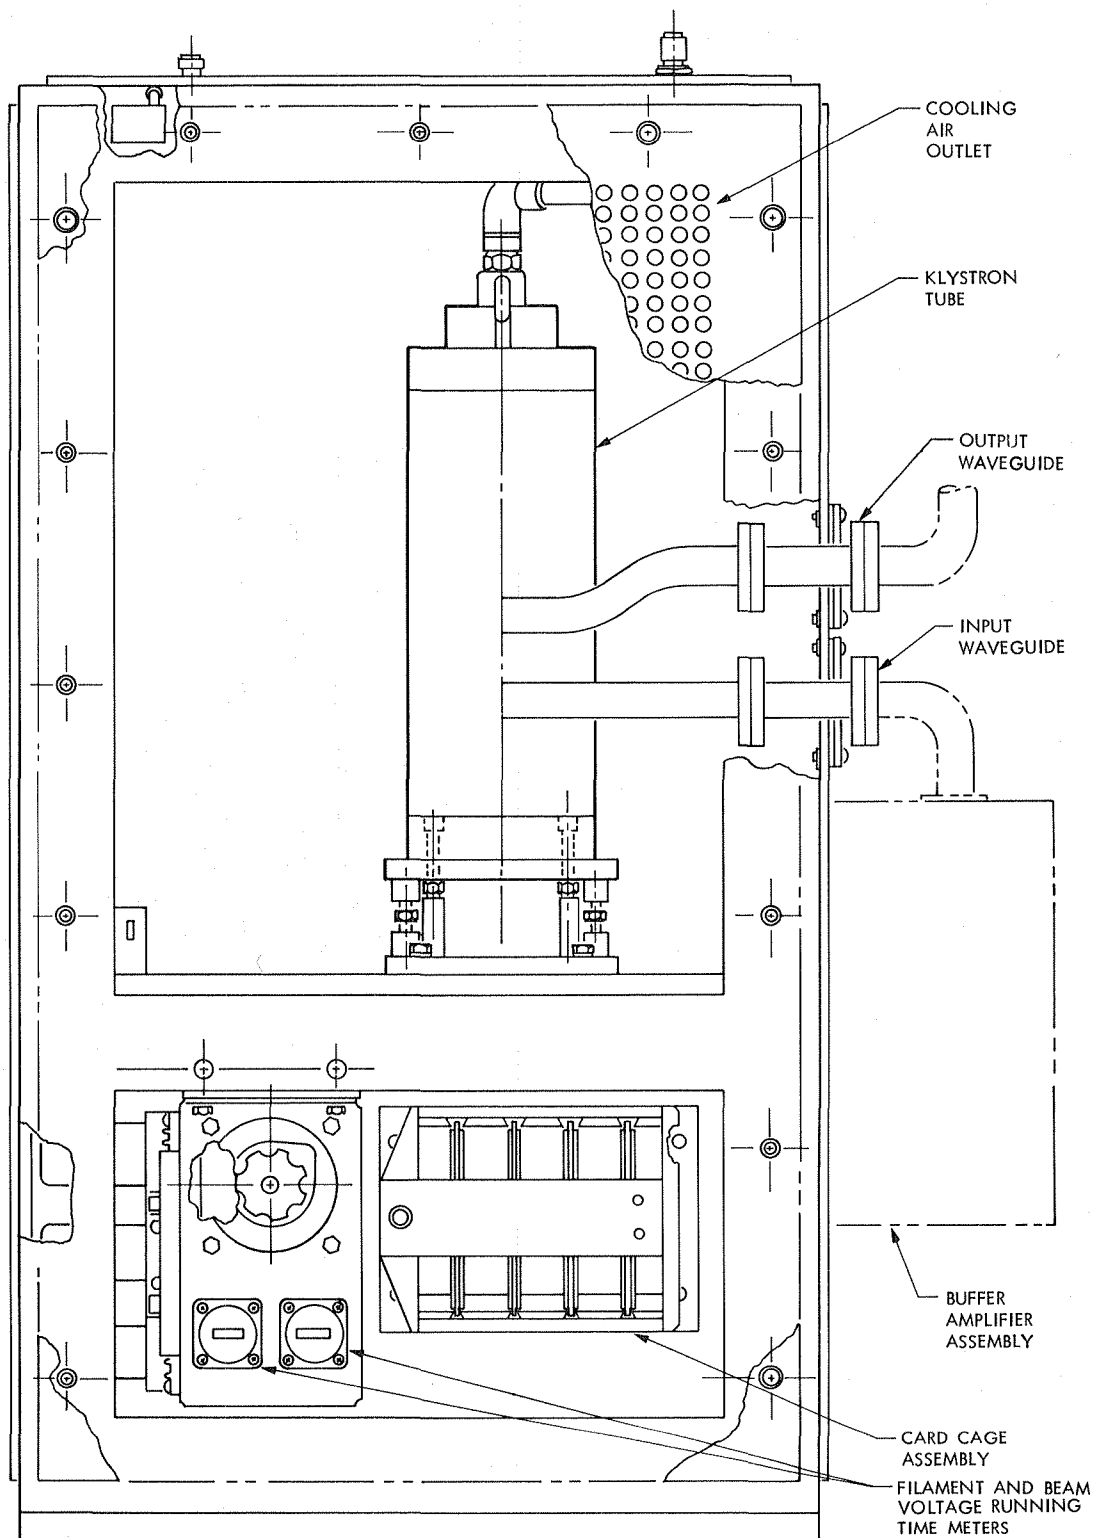 COOLING
AIR
OUTLET
KLYSTRON
TUBE
OUTPUT
WAVEGUIDE
INPUT
WAVEGUIDE
BUFFER
AMPLIFIER
ASSEMBLY
CARD CAGE
ASSEMBLY
FILAMENT AND BEAM
VOLTAGE RUNNING
TIME METERS